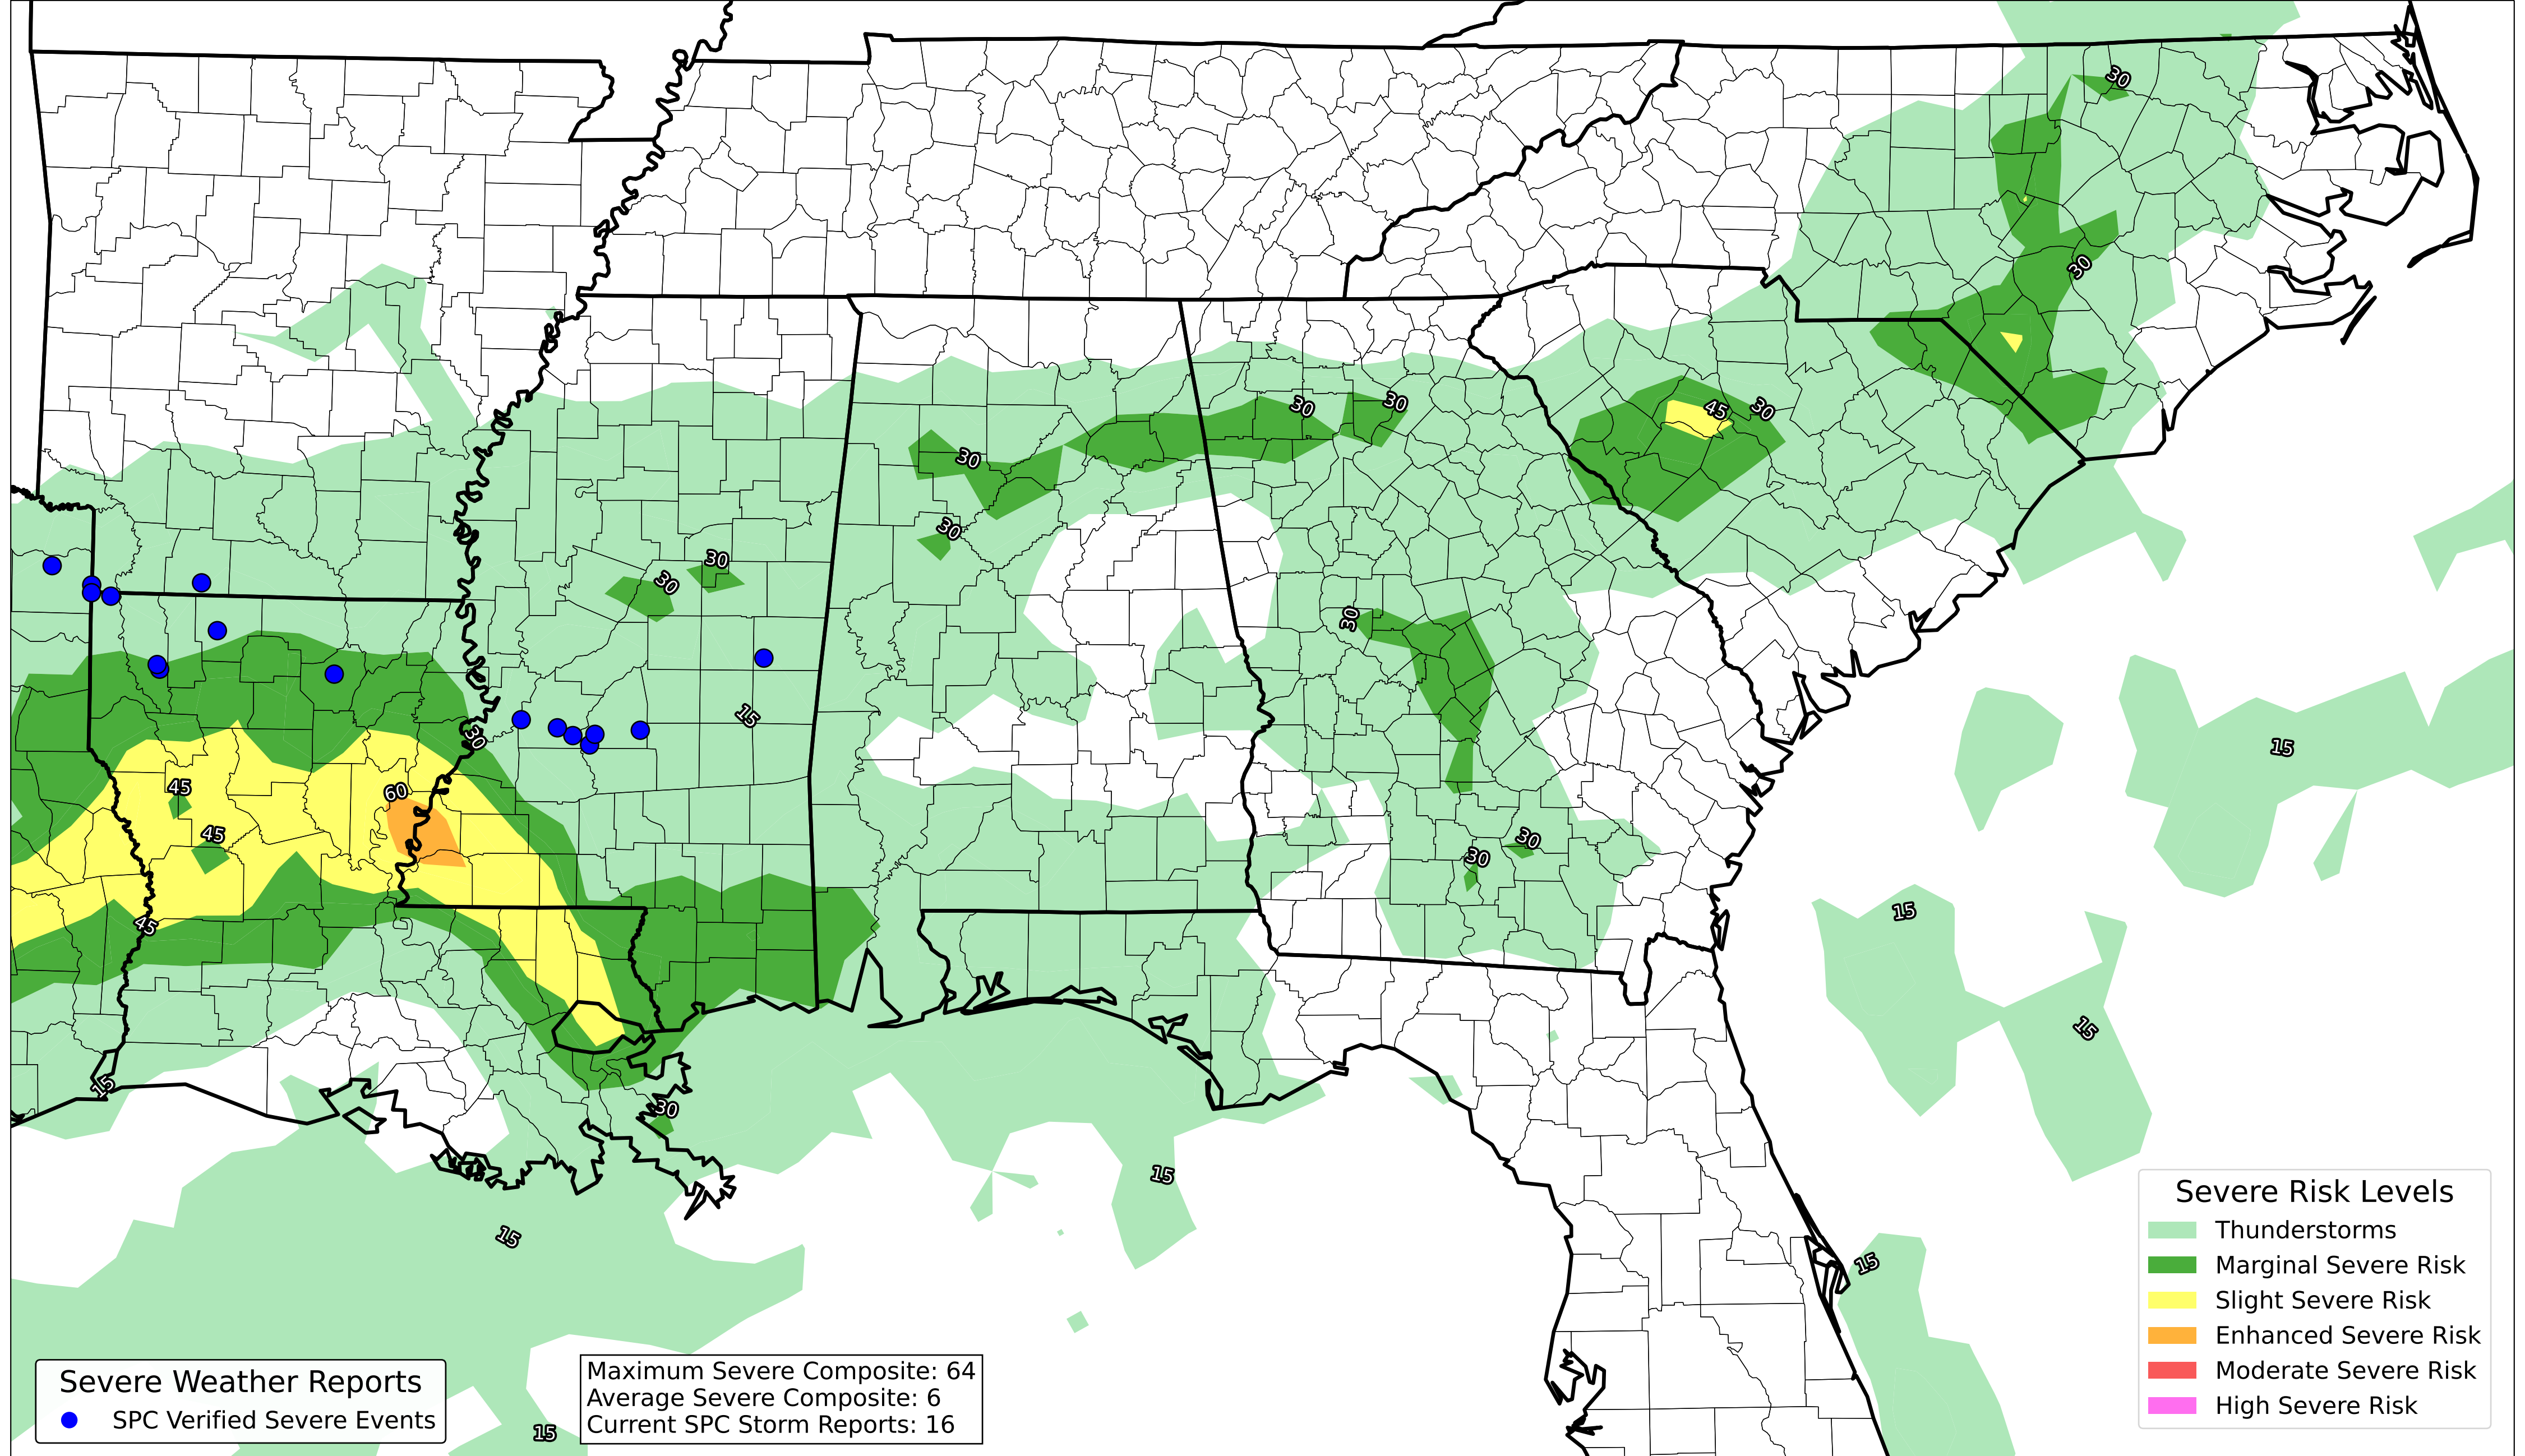 30
30
30
30
45
30
30
30
30
30
30
30
15
30
15
45
60
45
30
30
15
45
15
15
30
15
15
15
15
Severe Risk Levels
Thunderstorms
Marginal Severe Risk
Slight Severe Risk
Enhanced Severe Risk
Moderate Severe Risk
High Severe Risk
Severe Weather Reports
SPC Verified Severe Events
Maximum Severe Composite: 64
Average Severe Composite: 6
Current SPC Storm Reports: 16